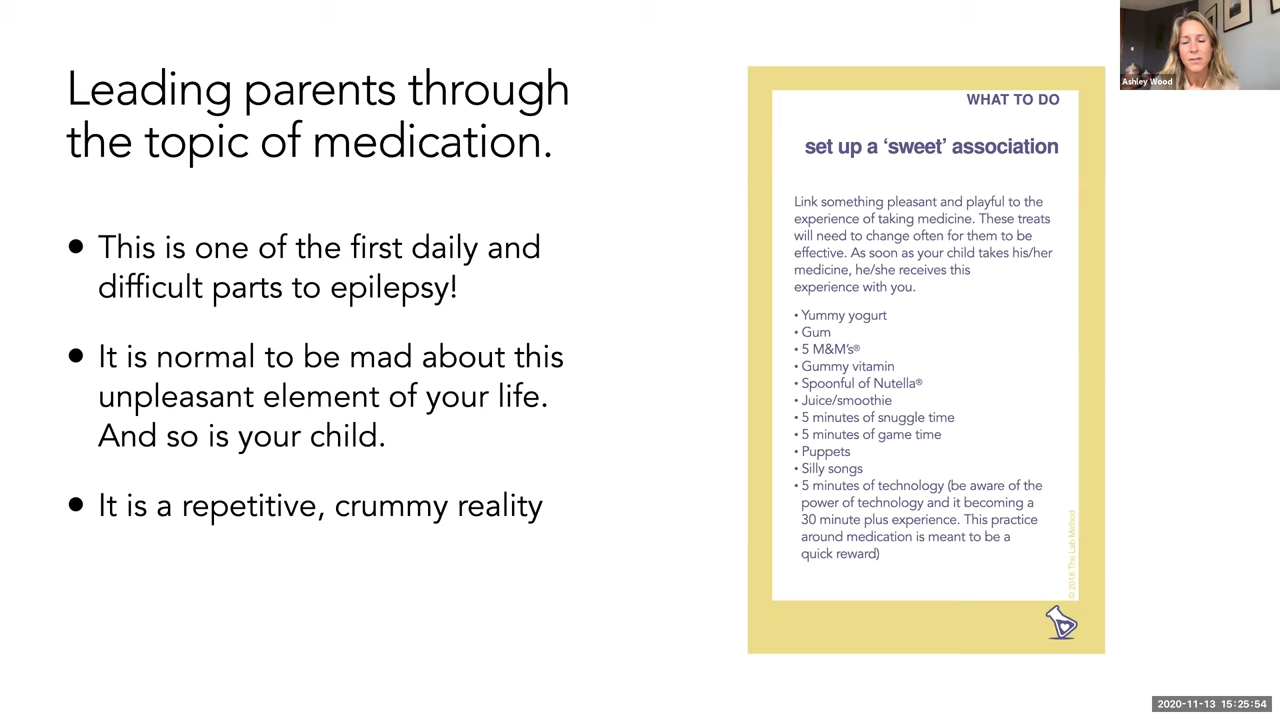 Leading parents through
the topic of medication.
• This is one of the first daily and
difficult parts to epilepsy!
• It is normal to be mad about this
unpleasant element of your life.
And so is your child.
• It is a repetitive, crummy reality
WHAT TO DO
set up a ‘sweet’ association
Link something pleasant and playful to the
experience of taking medicine. These treats
will need to change often for them to be
effective. As soon as your child takes his/her
medicine, he/she receives this
experience with you.
• Yummy yogurt
• Gum
• 5 M&M’s®
• Gummy vitamin
• Spoonful of Nutella®
• Juice/smoothie
• 5 minutes of snuggle time
• 5 minutes of game time
• Puppets
• Silly songs
• 5 minutes of technology (be aware of the
power of technology and it becoming a
30 minute plus experience. This practice
around medication is meant to be a
quick reward)
© 2018 The Lab Method
Ashley Wood
2020-11-13 15:25:54